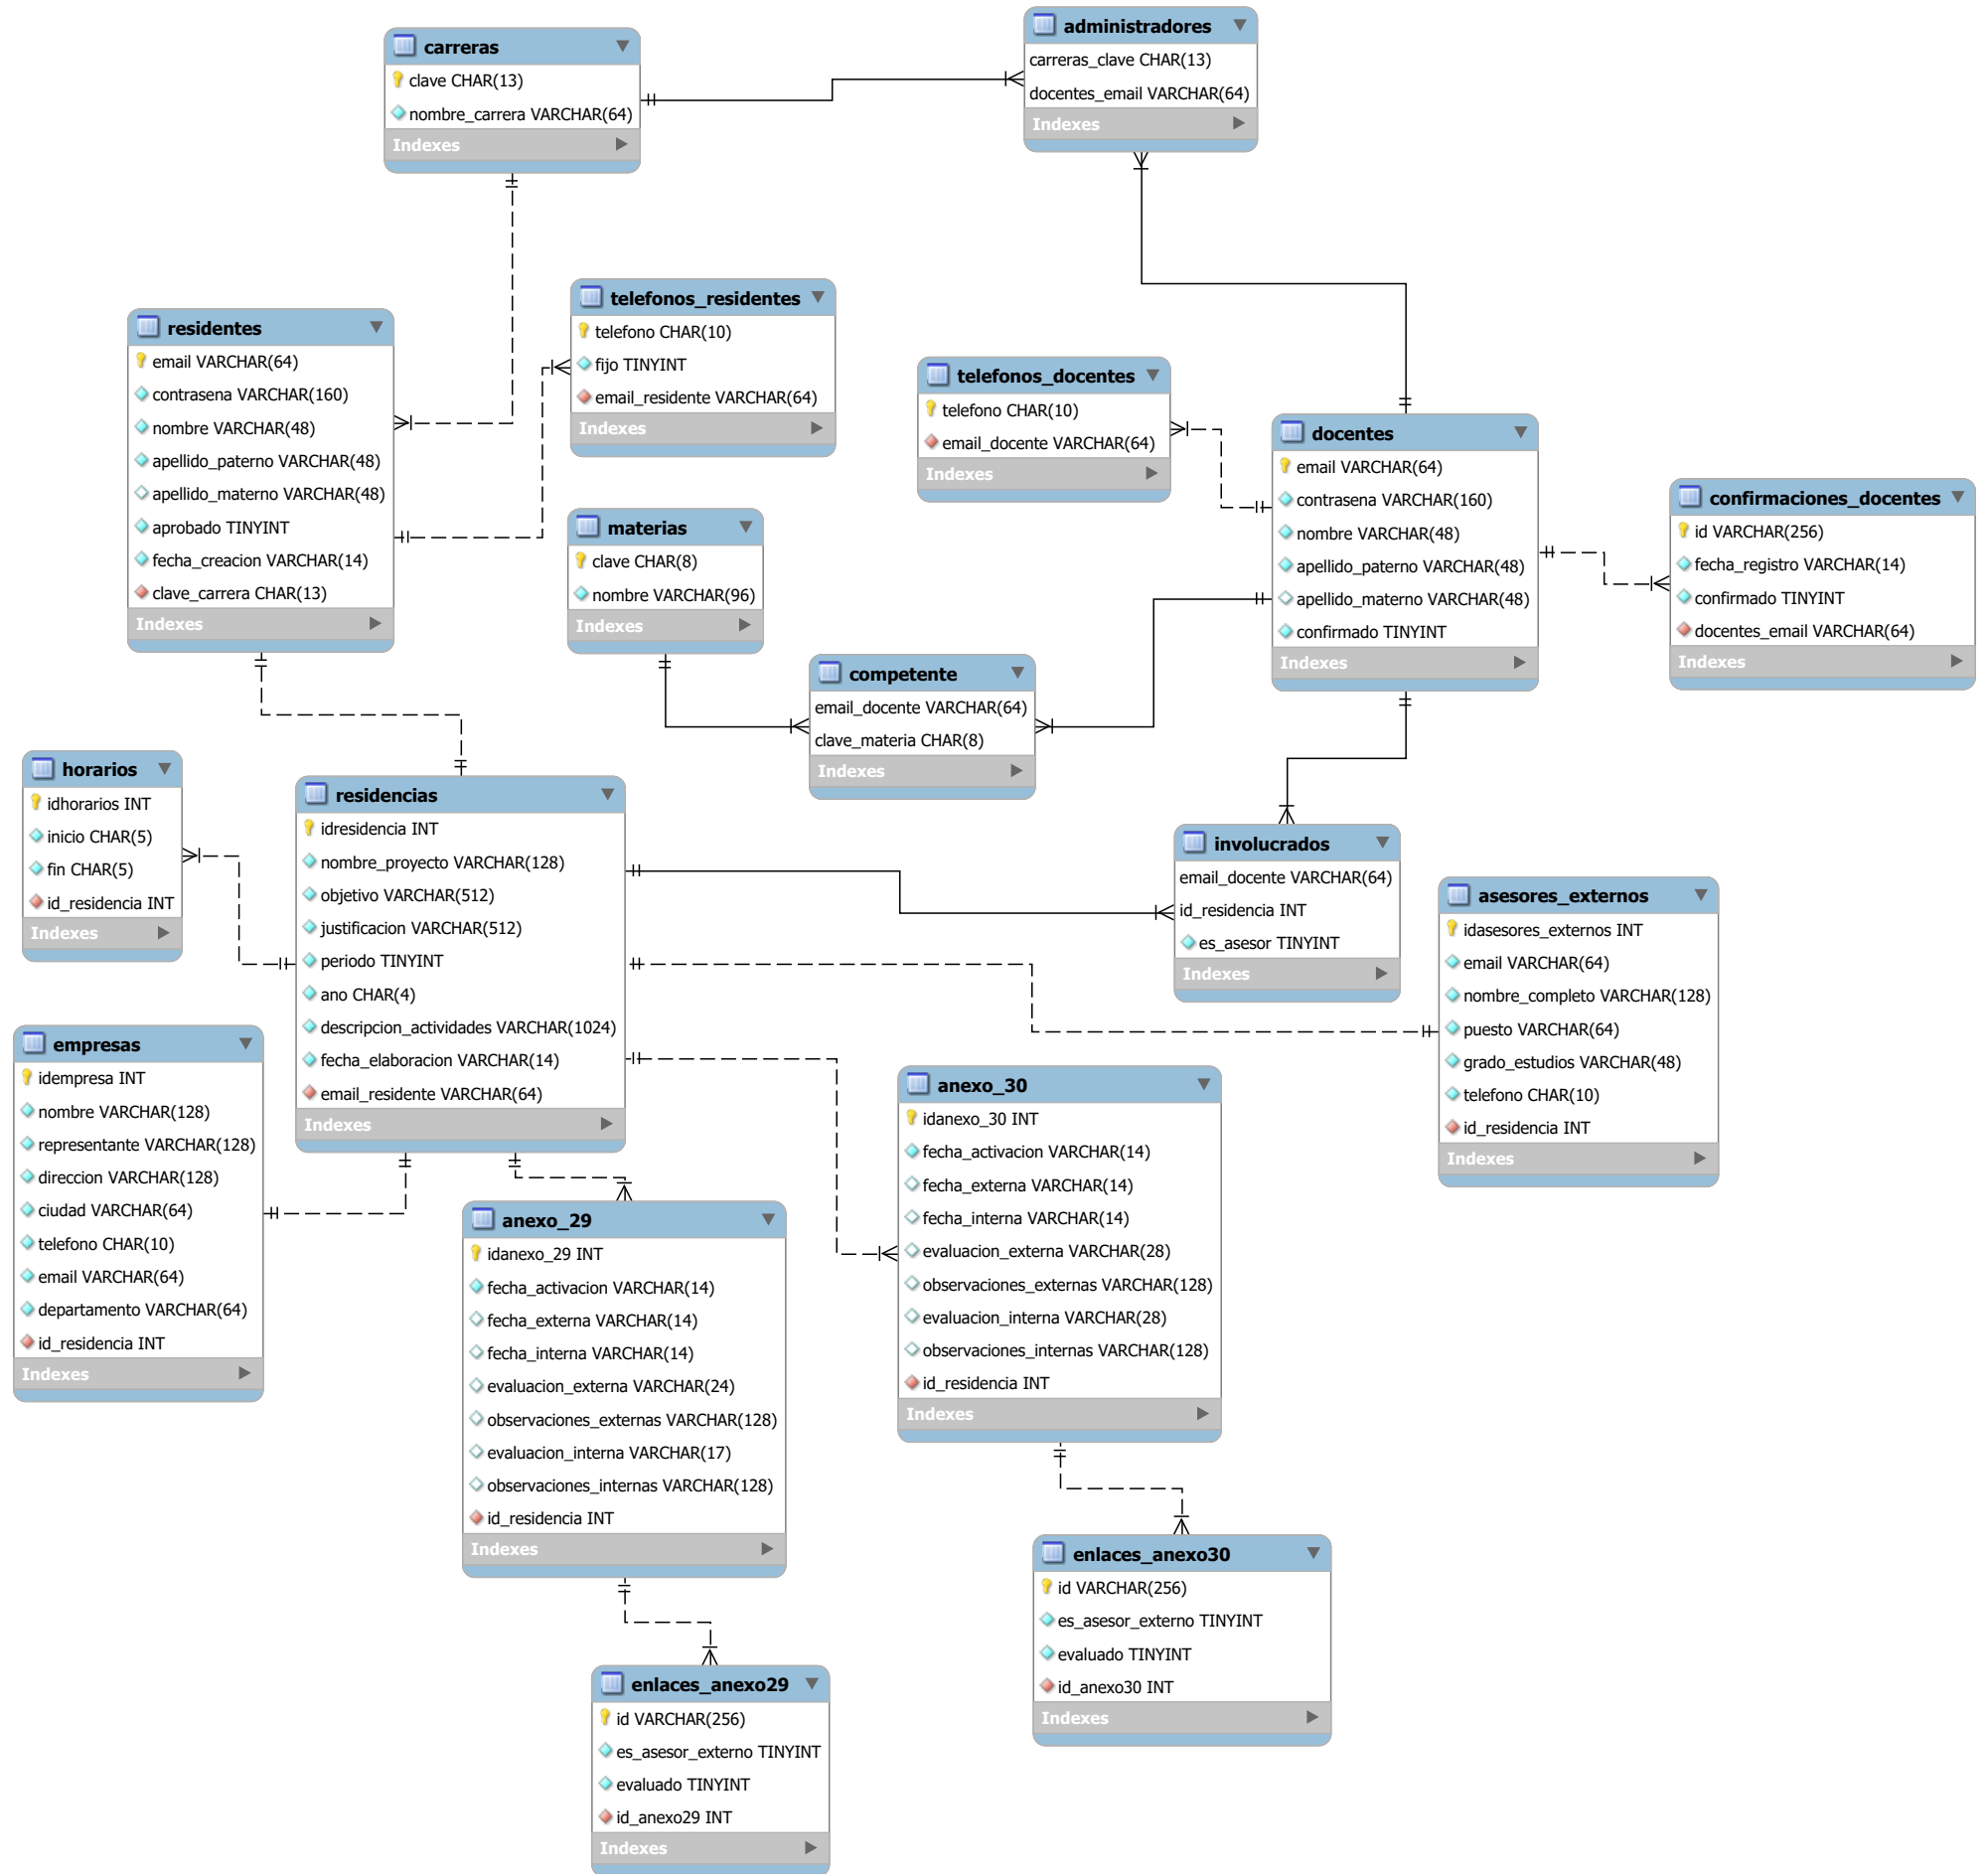 carreras
clave CHAR(13)
nombre_carrera VARCHAR(64)
Indexes
administradores
carreras_clave CHAR(13)
docentes_email VARCHAR(64)
Indexes
residentes
email VARCHAR(64)
contrasena VARCHAR(160)
nombre VARCHAR(48)
apellido_paterno VARCHAR(48)
apellido_materno VARCHAR(48)
aprobado TINYINT
fecha_creacion VARCHAR(14)
clave_carrera CHAR(13)
Indexes
telefonos_residentes
telefono CHAR(10)
fijo TINYINT
email_residente VARCHAR(64)
Indexes
telefonos_docentes
telefono CHAR(10)
email_docente VARCHAR(64)
Indexes
docentes
email VARCHAR(64)
contrasena VARCHAR(160)
nombre VARCHAR(48)
apellido_paterno VARCHAR(48)
apellido_materno VARCHAR(48)
confirmado TINYINT
Indexes
confirmaciones_docentes
id VARCHAR(256)
fecha_registro VARCHAR(14)
confirmado TINYINT
docentes_email VARCHAR(64)
Indexes
materias
clave CHAR(8)
nombre VARCHAR(96)
Indexes
competente
email_docente VARCHAR(64)
clave_materia CHAR(8)
Indexes
horarios
idhorarios INT
inicio CHAR(5)
fin CHAR(5)
id_residencia INT
Indexes
residencias
idresidencia INT
nombre_proyecto VARCHAR(128)
objetivo VARCHAR(512)
justificacion VARCHAR(512)
periodo TINYINT
ano CHAR(4)
descripcion_actividades VARCHAR(1024)
fecha_elaboracion VARCHAR(14)
email_residente VARCHAR(64)
Indexes
involucrados
email_docente VARCHAR(64)
id_residencia INT
es_asesor TINYINT
Indexes
asesores_externos
idasesores_externos INT
email VARCHAR(64)
nombre_completo VARCHAR(128)
puesto VARCHAR(64)
grado_estudios VARCHAR(48)
telefono CHAR(10)
id_residencia INT
Indexes
empresas
idempresa INT
nombre VARCHAR(128)
representante VARCHAR(128)
direccion VARCHAR(128)
ciudad VARCHAR(64)
telefono CHAR(10)
email VARCHAR(64)
departamento VARCHAR(64)
id_residencia INT
Indexes
anexo_29
idanexo_29 INT
fecha_activacion VARCHAR(14)
fecha_externa VARCHAR(14)
fecha_interna VARCHAR(14)
evaluacion_externa VARCHAR(24)
observaciones_externas VARCHAR(128)
evaluacion_interna VARCHAR(17)
observaciones_internas VARCHAR(128)
id_residencia INT
Indexes
anexo_30
idanexo_30 INT
fecha_activacion VARCHAR(14)
fecha_externa VARCHAR(14)
fecha_interna VARCHAR(14)
evaluacion_externa VARCHAR(28)
observaciones_externas VARCHAR(128)
evaluacion_interna VARCHAR(28)
observaciones_internas VARCHAR(128)
id_residencia INT
Indexes
enlaces_anexo30
id VARCHAR(256)
es_asesor_externo TINYINT
evaluado TINYINT
id_anexo30 INT
Indexes
enlaces_anexo29
id VARCHAR(256)
es_asesor_externo TINYINT
evaluado TINYINT
id_anexo29 INT
Indexes